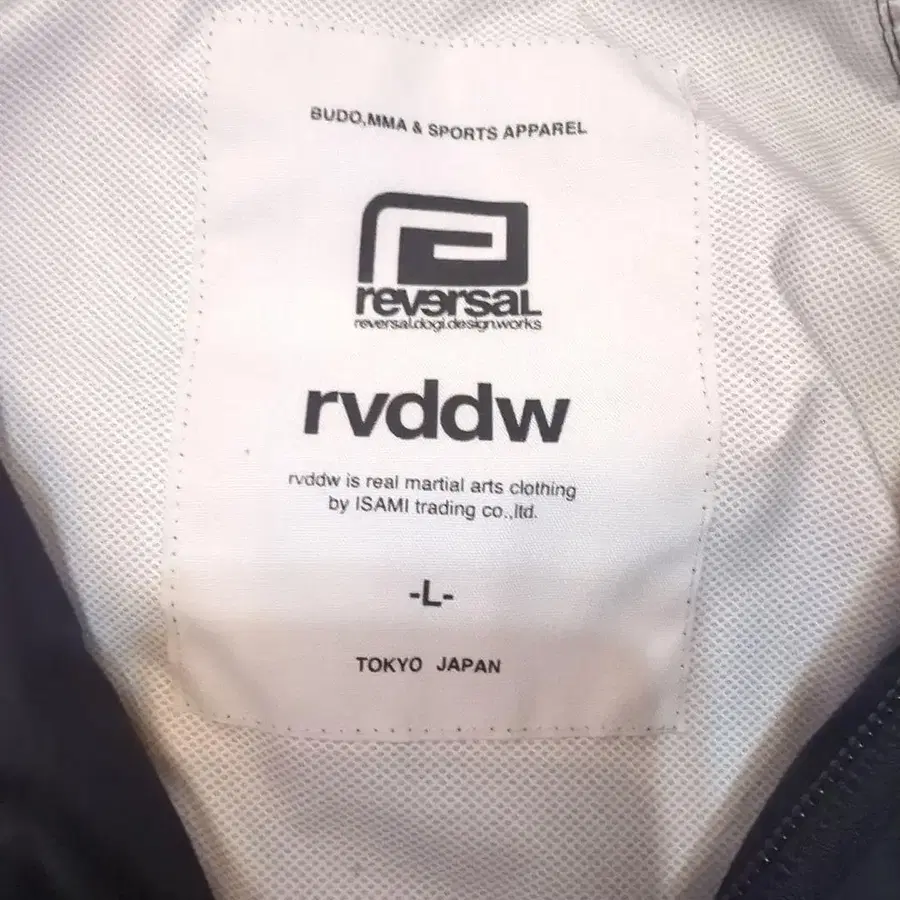 BUDO,MMA & SPORTS APPAREL
reversal
reversal.dogi.design.works
rvddw
rvddw is real martial arts clothing
by ISAMI trading co.,ltd.
-L-
TOKYO JAPAN